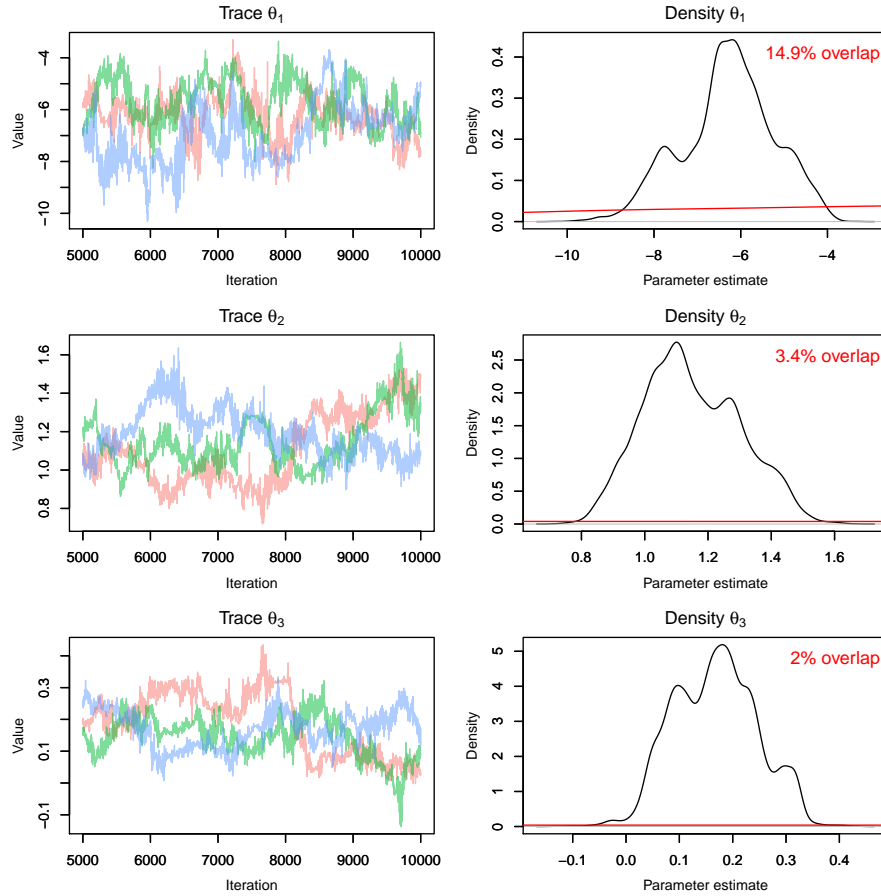 Trace θ1
Value
−10
−8
−6
−4
5000 6000 7000 8000 9000 10000
Iteration
Density θ1
14.9% overlap
Density
0.0 0.1 0.2 0.3 0.4
−10 −8 −6 −4
Parameter estimate
Trace θ2
Value
0.8 1.0 1.2 1.4 1.6
5000 6000 7000 8000 9000 10000
Iteration
Density θ2
3.4% overlap
Density
0.0 0.5 1.0 1.5 2.0 2.5
0.8 1.0 1.2 1.4 1.6
Parameter estimate
Trace θ3
Value
−0.1 0.1 0.3
5000 6000 7000 8000 9000 10000
Iteration
Density θ3
2% overlap
Density
0 1 2 3 4 5
−0.1 0.0 0.1 0.2 0.3 0.4
Parameter estimate